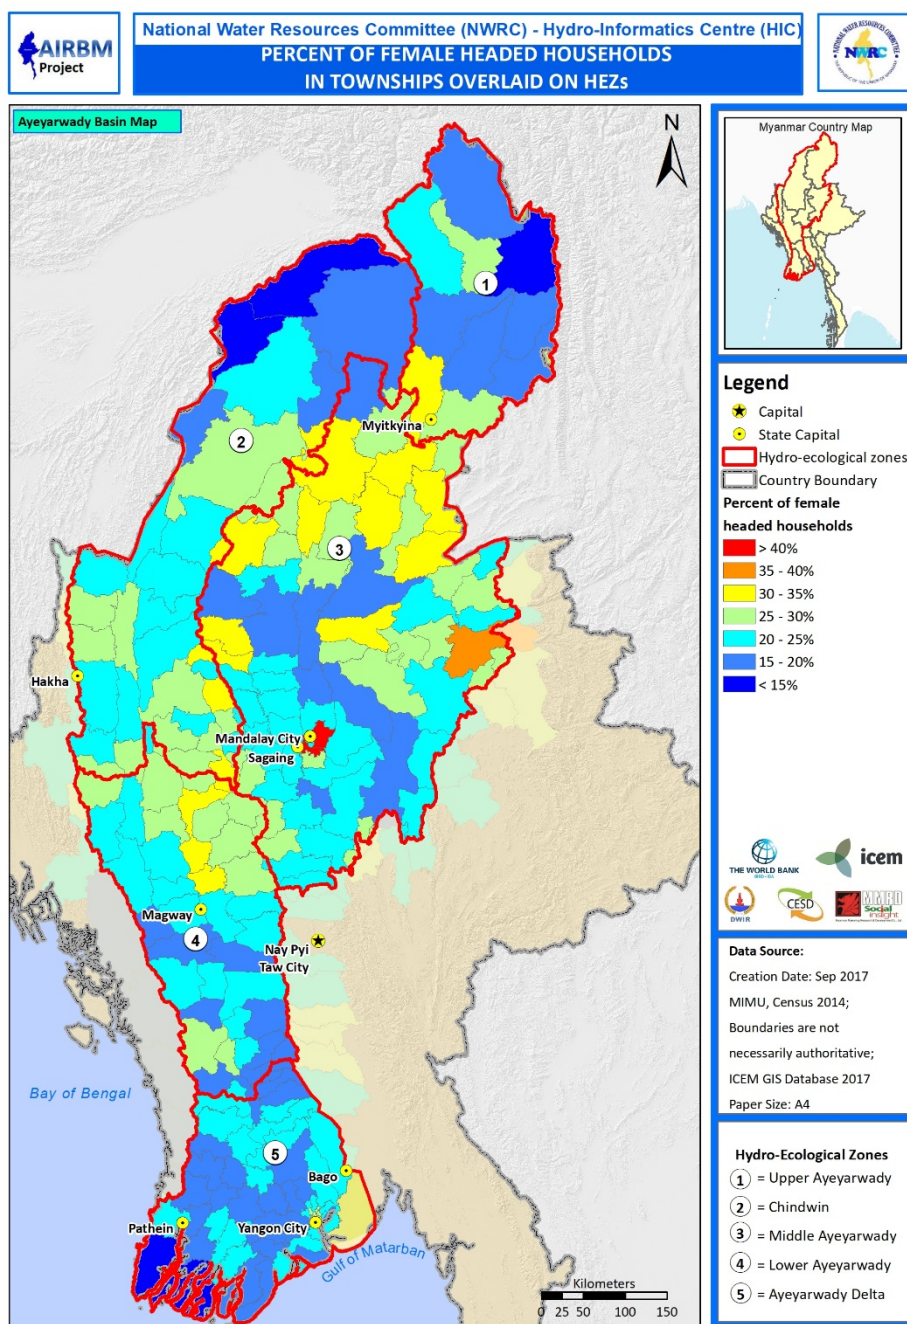 AIRBM
Project
National Water Resources Committee (NWRC) - Hydro-Informatics Centre (HIC)
PERCENT OF FEMALE HEADED HOUSEHOLDS
IN TOWNSHIPS OVERLAID ON HEZs
NATIONAL WATER RESOURCES COMMITTEE
NWRC
Ayeyarwady Basin Map
N
1
2
Myitkyina
3
Hakha
Mandalay City
Sagaing
Magway
4
Nay Pyi
Taw City
Bay of Bengal
5
Bago
Pathein
Yangon City
Gulf of Matarban
Kilometers
0 25 50 100 150
Myanmar Country Map
Legend
Capital
State Capital
Hydro-ecological zones
Country Boundary
Percent of female
headed households
> 40%
35 - 40%
30 - 35%
25 - 30%
20 - 25%
15 - 20%
< 15%
THE WORLD BANK
icem
DWIR
CESD
MMRD
Social
Insight
Data Source:
Creation Date: Sep 2017
MIMU, Census 2014;
Boundaries are not
necessarily authoritative;
ICEM GIS Database 2017
Paper Size: A4
Hydro-Ecological Zones
1 = Upper Ayeyarwady
2 = Chindwin
3 = Middle Ayeyarwady
4 = Lower Ayeyarwady
5 = Ayeyarwady Delta